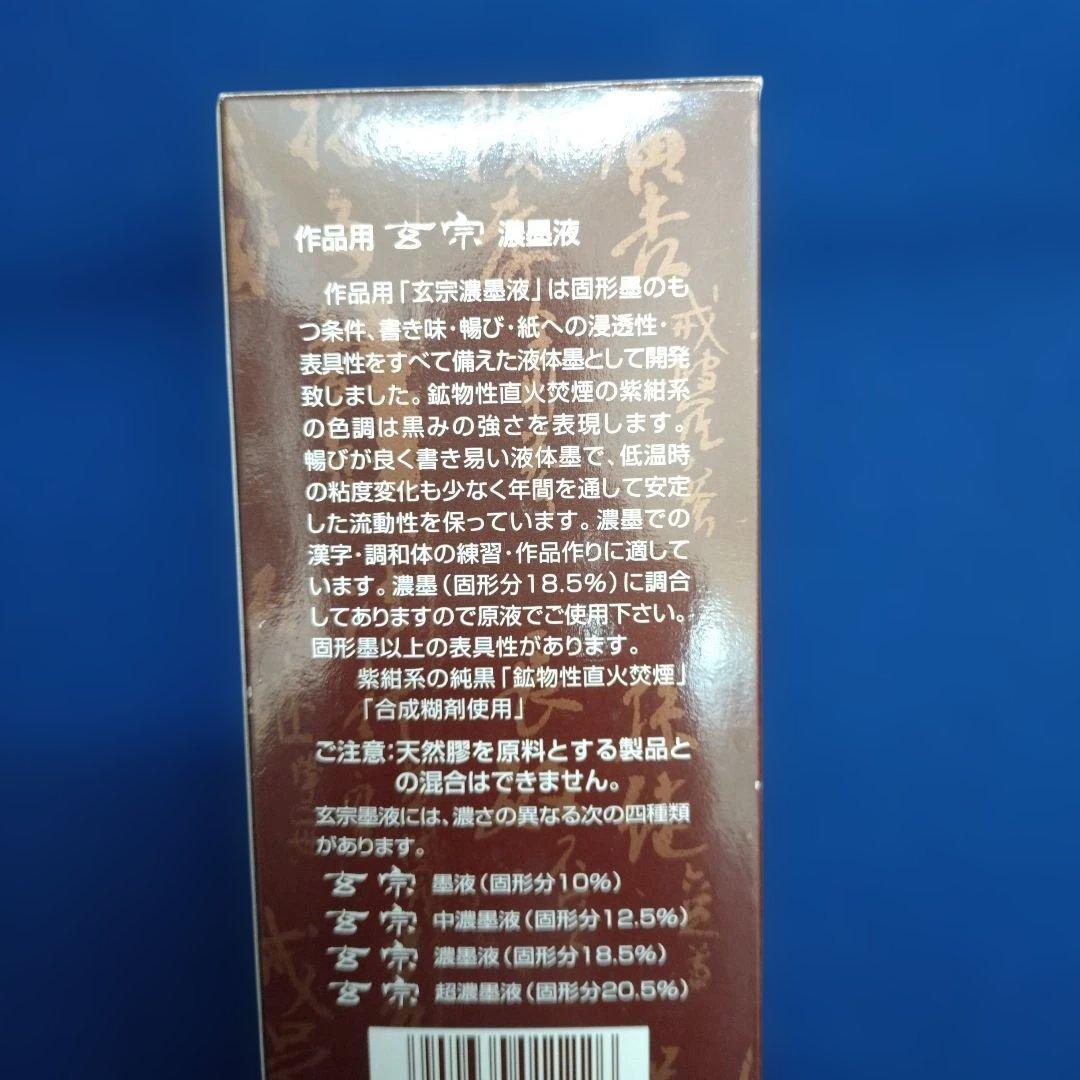 作品用 玄宗 濃墨液
作品用「玄宗濃墨液」は固形墨のも
つ条件、書き味・暢び・紙への浸透性・
表具性をすべて備えた液体墨として開発
致しました。鉱物性直火焚煙の紫紺系
の色調は黒みの強さを表現します。
暢びが良く書き易い液体墨で、低温時
の粘度変化も少なく年間を通して安定
した流動性を保っています。濃墨での
漢字・調和体の練習・作品作りに適して
います。濃墨（固形分18.5%）に調合
してありますので原液でご使用下さい。
固形墨以上の表具性があります。
紫紺系の純黒「鉱物性直火焚煙」
「合成糊剤使用」
ご注意：天然膠を原料とする製品と
の混合はできません。
玄宗墨液には、濃さの異なる次の四種類
があります。
玄宗 墨液（固形分10%）
玄宗 中濃墨液（固形分12.5%）
玄宗 濃墨液（固形分18.5%）
玄宗 超濃墨液（固形分20.5%）